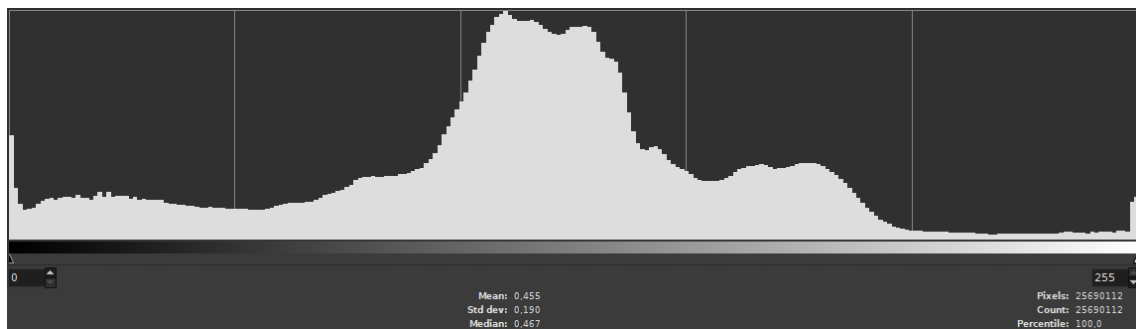 0 255
Mean: 0,455 Pixels: 25690112
Std dev: 0,190 Count: 25690112
Median: 0,467 Percentile: 100,0